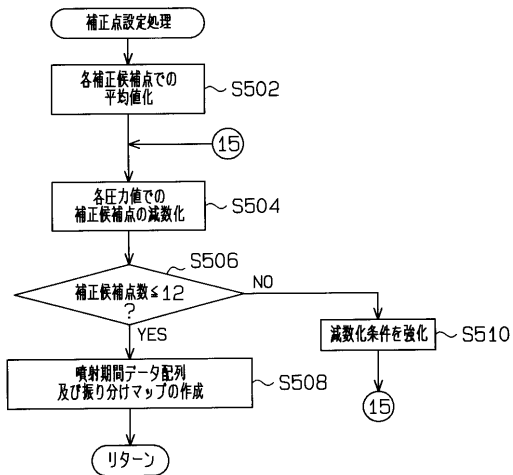 補正点設定処理
各補正候補点での
平均値化
S502
15
各圧力値での
補正候補点の減数化
S504
S506
補正候補点数≦12
?
NO
YES
減数化条件を強化
S510
噴射期間データ配列
及び振り分けマップの作成
S508
15
リターン